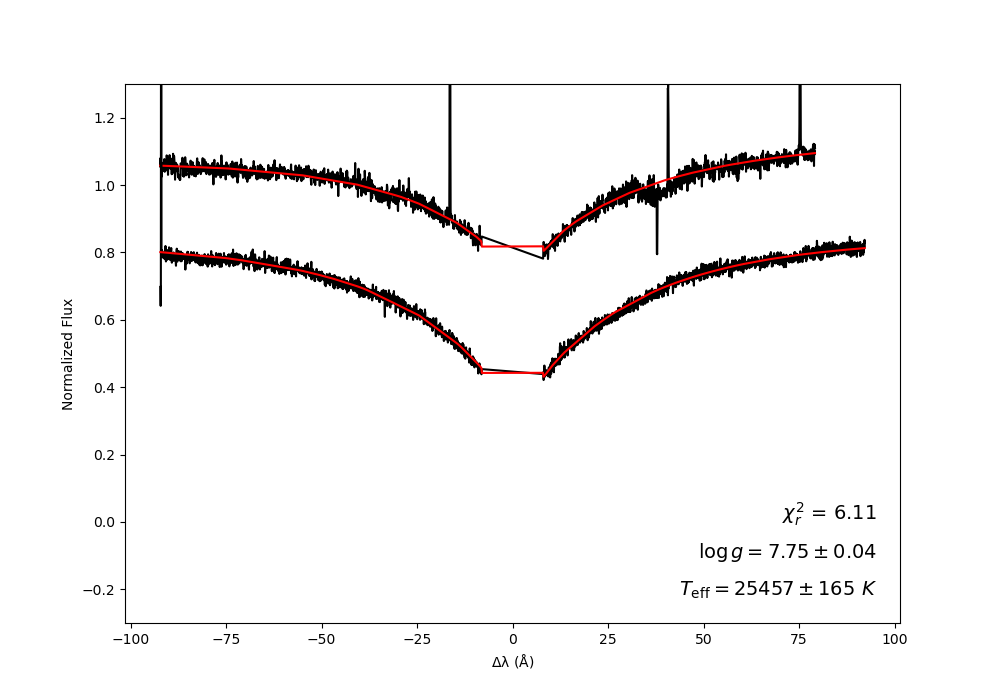 1.2
1.0
0.8
0.6
0.4
0.2
0.0
−0.2
Normalized Flux
χ²ᵣ = 6.11
log g = 7.75 ± 0.04
T_eff = 25457 ± 165 K
−100 −75 −50 −25 0 25 50 75 100
Δλ (Å)